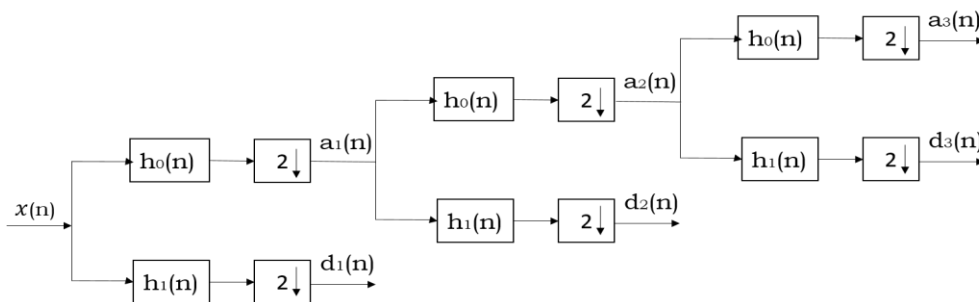 h₀(n) 2↓ a₃(n)
h₀(n) 2↓ a₂(n)
h₀(n) 2↓ a₁(n)
h₁(n) 2↓ d₃(n)
x(n)
h₁(n) 2↓ d₂(n)
h₁(n) 2↓ d₁(n)